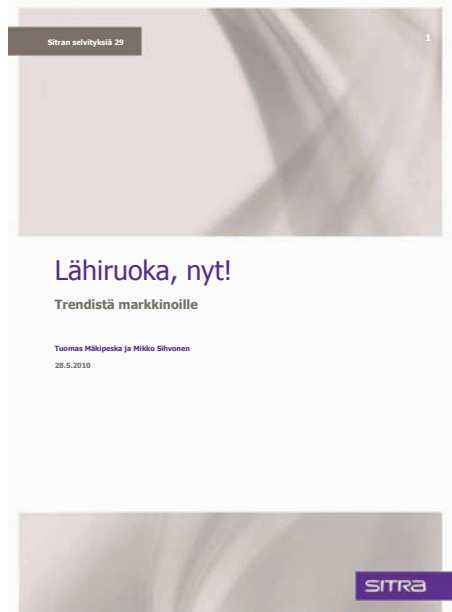 Sitran selvityksiä 29
1
Lähiruoka, nyt!
Trendistä markkinoille
Tuomas Mäkipeska ja Mikko Sihvonen
28.5.2010
SITRA